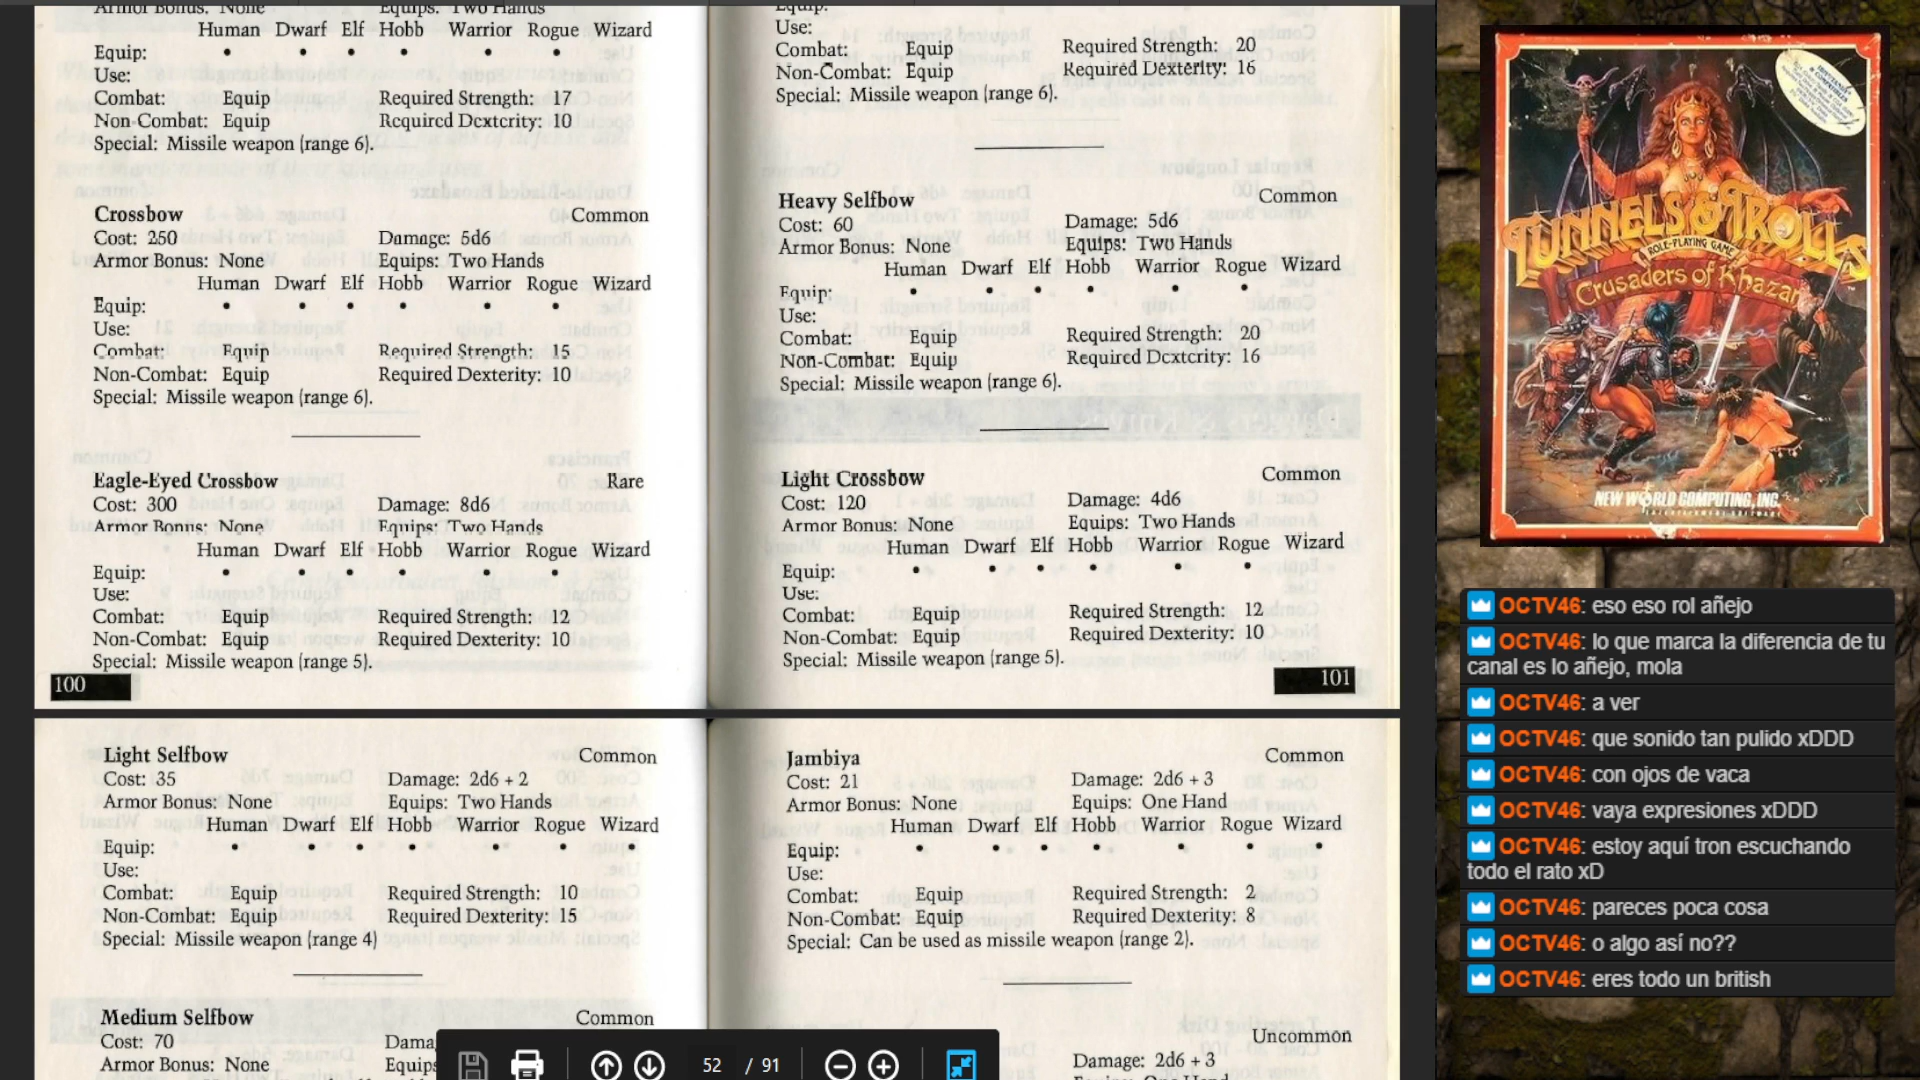 Armor Bonus: None Equips: Two Hands
Human Dwarf Elf Hobb Warrior Rogue Wizard
Equip: • • • • • •
Use:
Combat: Equip Required Strength: 17
Non-Combat: Equip Required Dexterity: 10
Special: Missile weapon (range 6).
Crossbow Common
Cost: 250 Damage: 5d6
Armor Bonus: None Equips: Two Hands
Human Dwarf Elf Hobb Warrior Rogue Wizard
Equip: • • • • • •
Use:
Combat: Equip Required Strength: 15
Non-Combat: Equip Required Dexterity: 10
Special: Missile weapon (range 6).
Eagle-Eyed Crossbow Rare
Cost: 300 Damage: 8d6
Armor Bonus: None Equips: Two Hands
Human Dwarf Elf Hobb Warrior Rogue Wizard
Equip: • • • • • •
Use:
Combat: Equip Required Strength: 12
Non-Combat: Equip Required Dexterity: 10
Special: Missile weapon (range 5).
100
Equip:
Use:
Combat: Equip Required Strength: 20
Non-Combat: Equip Required Dexterity: 16
Special: Missile weapon (range 6).
Heavy Selfbow Common
Cost: 60 Damage: 5d6
Armor Bonus: None Equips: Two Hands
Human Dwarf Elf Hobb Warrior Rogue Wizard
Equip: • • • • • •
Use:
Combat: Equip Required Strength: 20
Non-Combat: Equip Required Dexterity: 16
Special: Missile weapon (range 6).
Light Crossbow Common
Cost: 120 Damage: 4d6
Armor Bonus: None Equips: Two Hands
Human Dwarf Elf Hobb Warrior Rogue Wizard
Equip: • • • • • •
Use:
Combat: Equip Required Strength: 12
Non-Combat: Equip Required Dexterity: 10
Special: Missile weapon (range 5).
101
Light Selfbow Common
Cost: 35 Damage: 2d6 + 2
Armor Bonus: None Equips: Two Hands
Human Dwarf Elf Hobb Warrior Rogue Wizard
Equip: • • • • • • •
Use:
Combat: Equip Required Strength: 10
Non-Combat: Equip Required Dexterity: 15
Special: Missile weapon (range 4)
Medium Selfbow Common
Cost: 70
Armor Bonus: None Equips
Jambiya Common
Cost: 21 Damage: 2d6 + 3
Armor Bonus: None Equips: One Hand
Human Dwarf Elf Hobb Warrior Rogue Wizard
Equip: • • • • • • •
Use:
Combat: Equip Required Strength: 2
Non-Combat: Equip Required Dexterity: 8
Special: Can be used as missile weapon (range 2).
Uncommon
Damage: 2d6 + 3
52 / 91
TUNNELS & TROLLS
ROLE-PLAYING GAME
Crusaders of Khazan
NEW WORLD COMPUTING, INC.
OCTV46: eso eso rol añejo
OCTV46: lo que marca la diferencia de tu
canal es lo añejo, mola
OCTV46: a ver
OCTV46: que sonido tan pulido xDDD
OCTV46: con ojos de vaca
OCTV46: vaya expresiones xDDD
OCTV46: estoy aquí tron escuchando
todo el rato xD
OCTV46: pareces poca cosa
OCTV46: o algo así no??
OCTV46: eres todo un british